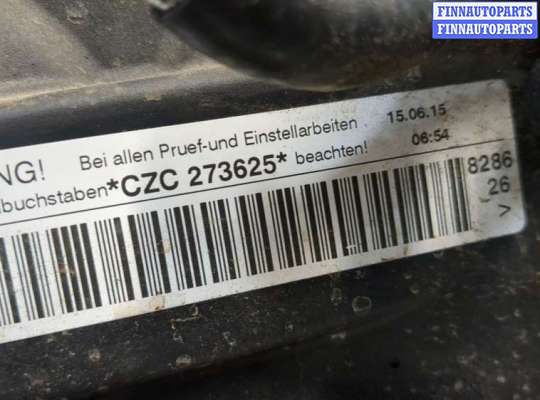 FINNAUTOPARTS
FINNAUTOPARTS
NG! Bei allen Pruef-und Einstellarbeiten 15.06.15
buchstaben *CZC 273625* beachten! 06:54
8286
26
>